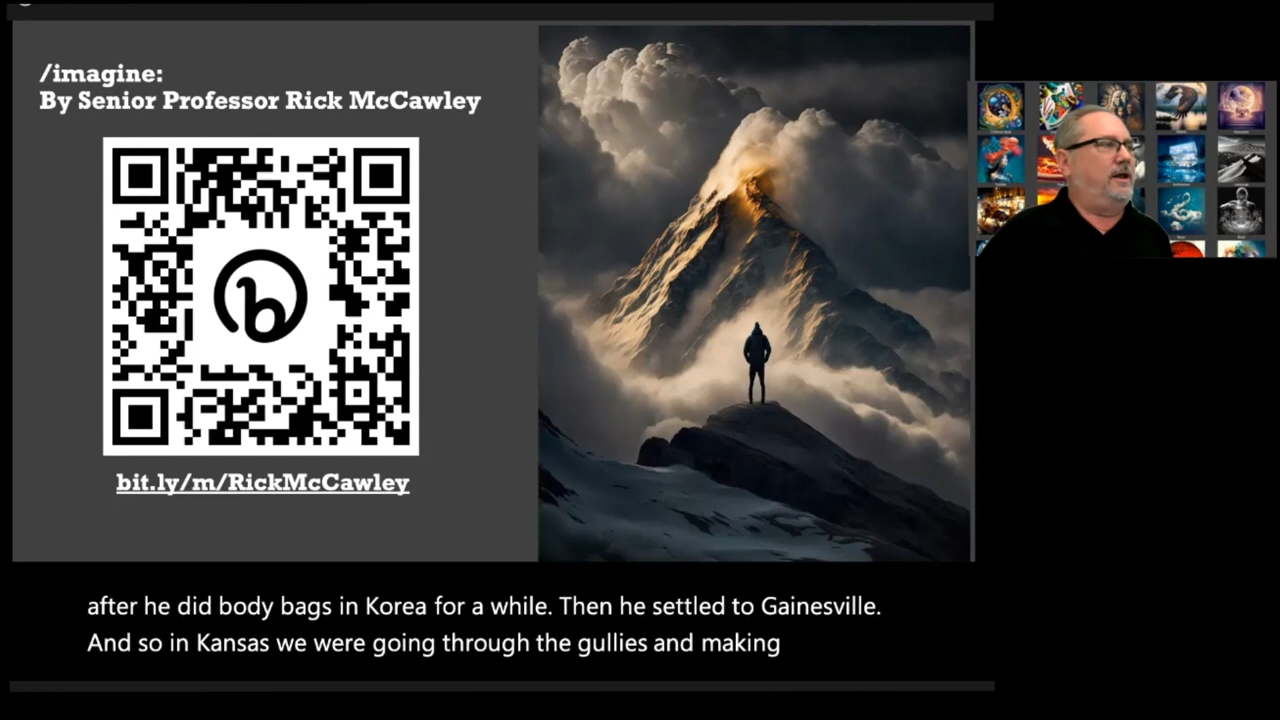 /imagine:
By Senior Professor Rick McCawley
bit.ly/m/RickMcCawley
after he did body bags in Korea for a while. Then he settled to Gainesville.
And so in Kansas we were going through the gullies and making